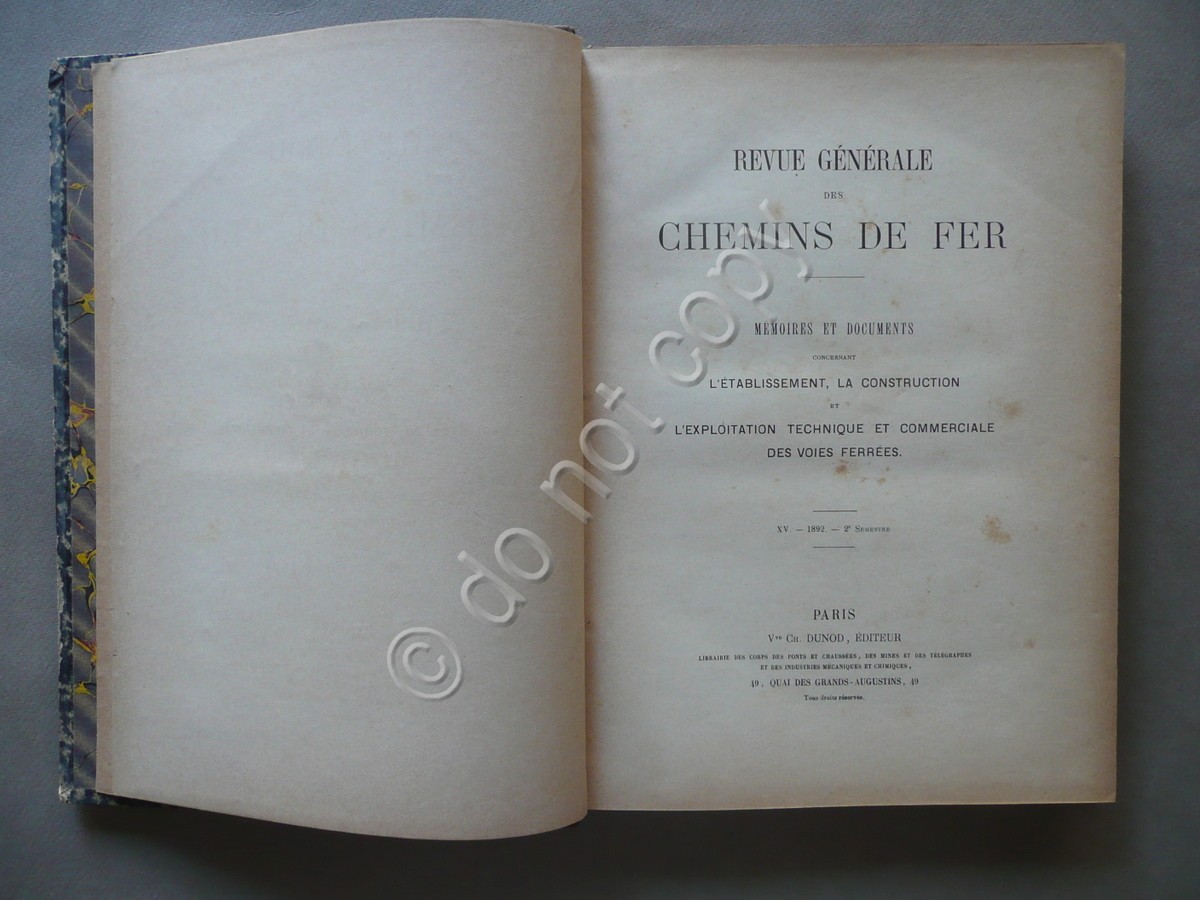 REVUE GÉNÉRALE
DES
CHEMINS DE FER
MÉMOIRES ET DOCUMENTS
CONCERNANT
L'ÉTABLISSEMENT, LA CONSTRUCTION
ET
L'EXPLOITATION TECHNIQUE ET COMMERCIALE
DES VOIES FERRÉES.
XV. — 1892. — 2e SEMESTRE
PARIS
Vve CH. DUNOD, ÉDITEUR
LIBRAIRIE DES CORPS DES PONTS ET CHAUSSÉES, DES MINES ET DES TÉLÉGRAPHES
ET DES INDUSTRIES MÉCANIQUES ET CHIMIQUES,
49, QUAI DES GRANDS-AUGUSTINS, 49
Tous droits réservés.
© do not copy